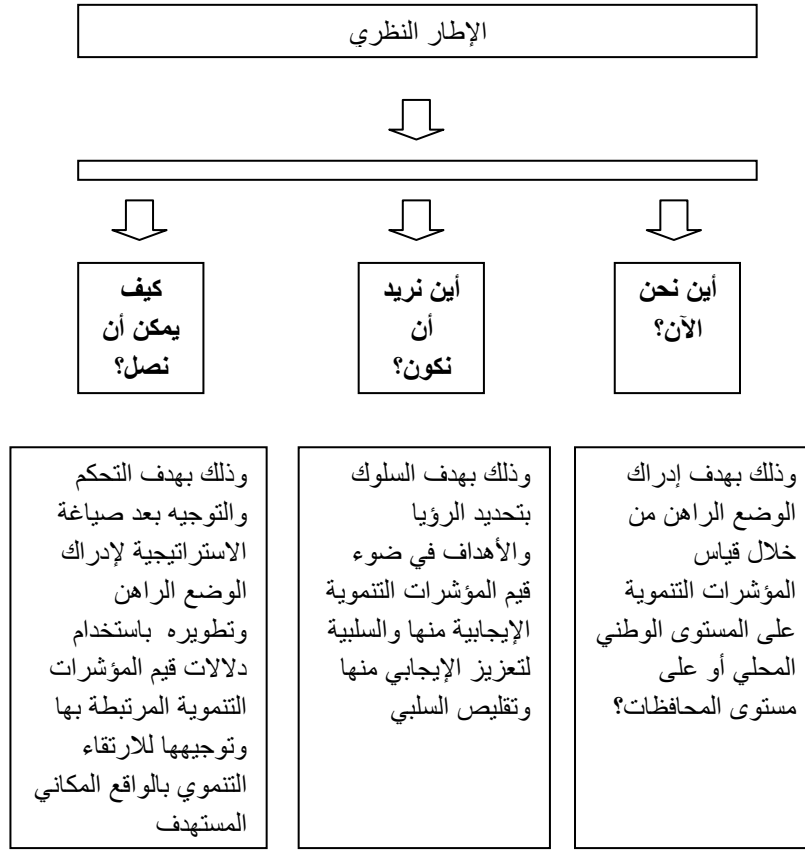 الإطار النظري
أين نحن
الآن؟
أين نريد
أن
نكون؟
كيف
يمكن أن
نصل؟
وذلك بهدف إدراك
الوضع الراهن من
خلال قياس
المؤشرات التنموية
على المستوى الوطني
المحلي أو على
مستوى المحافظات؟
وذلك بهدف السلوك
بتحديد الرؤيا
والأهداف في ضوء
قيم المؤشرات التنموية
الإيجابية منها والسلبية
لتعزيز الإيجابي منها
وتقليص السلبي
وذلك بهدف التحكم
والتوجيه بعد صياغة
الاستراتيجية لإدراك
الوضع الراهن
وتطويره باستخدام
دلالات قيم المؤشرات
التنموية المرتبطة بها
وتوجيهها للارتقاء
التنموي بالواقع المكاني
المستهدف